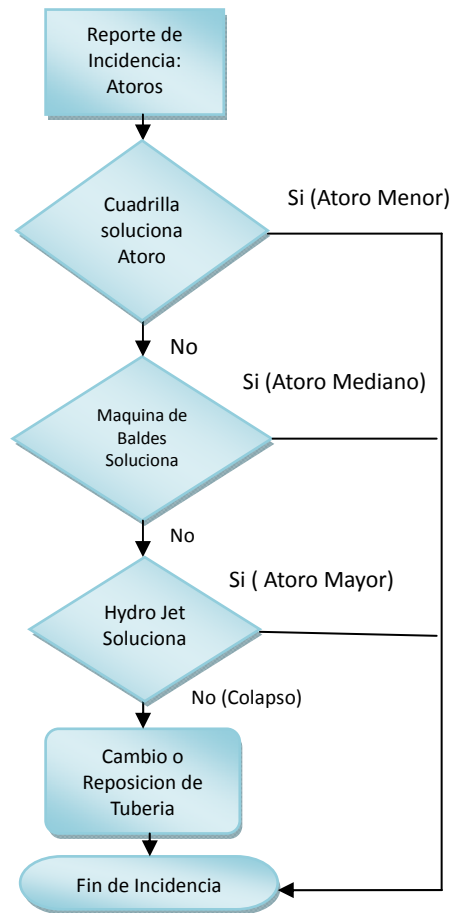 Reporte de
Incidencia:
Atoros
Cuadrilla
soluciona
Atoro
Si (Atoro Menor)
No
Si (Atoro Mediano)
Maquina de
Baldes
Soluciona
No
Si ( Atoro Mayor)
Hydro Jet
Soluciona
No (Colapso)
Cambio o
Reposicion de
Tuberia
Fin de Incidencia